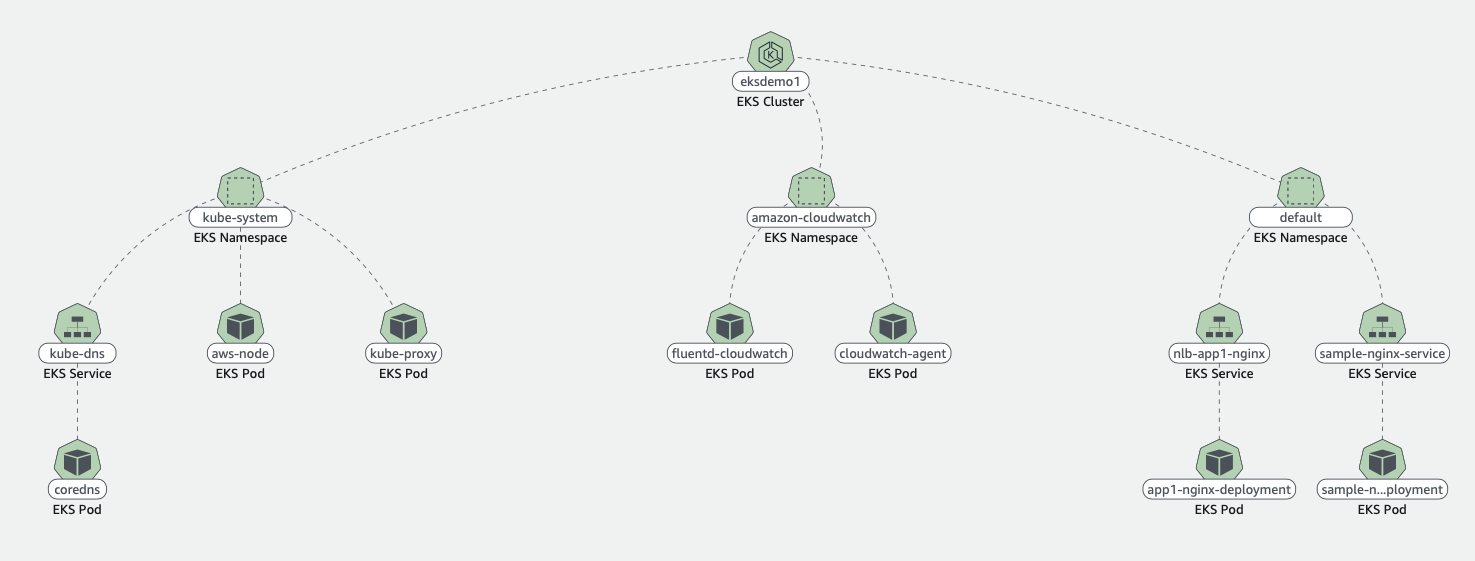 eksdemo1
EKS Cluster
kube-system
EKS Namespace
amazon-cloudwatch
EKS Namespace
default
EKS Namespace
kube-dns
EKS Service
aws-node
EKS Pod
kube-proxy
EKS Pod
fluentd-cloudwatch
EKS Pod
cloudwatch-agent
EKS Pod
nlb-app1-nginx
EKS Service
sample-nginx-service
EKS Service
coredns
EKS Pod
app1-nginx-deployment
EKS Pod
sample-n...ployment
EKS Pod